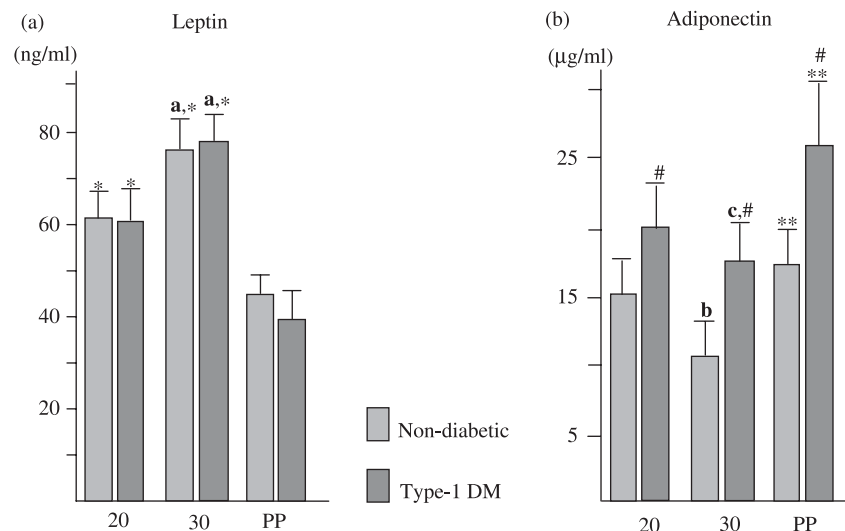 (a)
Leptin
(ng/ml)
80
60
40
20
*
*
a,*
a,*
20
30
PP
Non-diabetic
Type-1 DM
(b)
Adiponectin
(μg/ml)
25
15
5
#
b
c,#
**
#
**
20
30
PP